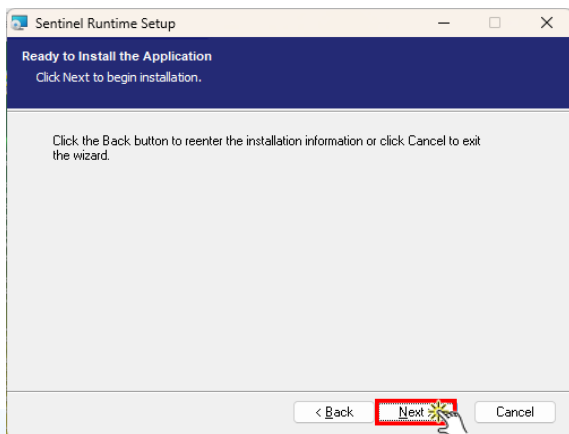 Sentinel Runtime Setup
Ready to Install the Application
Click Next to begin installation.
Click the Back button to reenter the installation information or click Cancel to exit
the wizard.
< Back Next Cancel